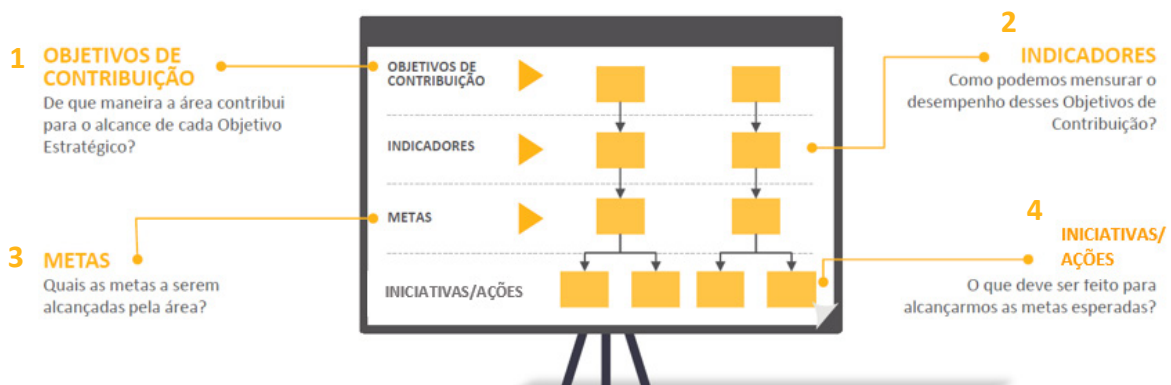 1
OBJETIVOS DE
CONTRIBUIÇÃO
De que maneira a área contribui
para o alcance de cada Objetivo
Estratégico?
OBJETIVOS DE
CONTRIBUIÇÃO
INDICADORES
METAS
INICIATIVAS/AÇÕES
2
INDICADORES
Como podemos mensurar o
desempenho desses Objetivos de
Contribuição?
3
METAS
Quais as metas a serem
alcançadas pela área?
4
INICIATIVAS/
AÇÕES
O que deve ser feito para
alcançarmos as metas esperadas?